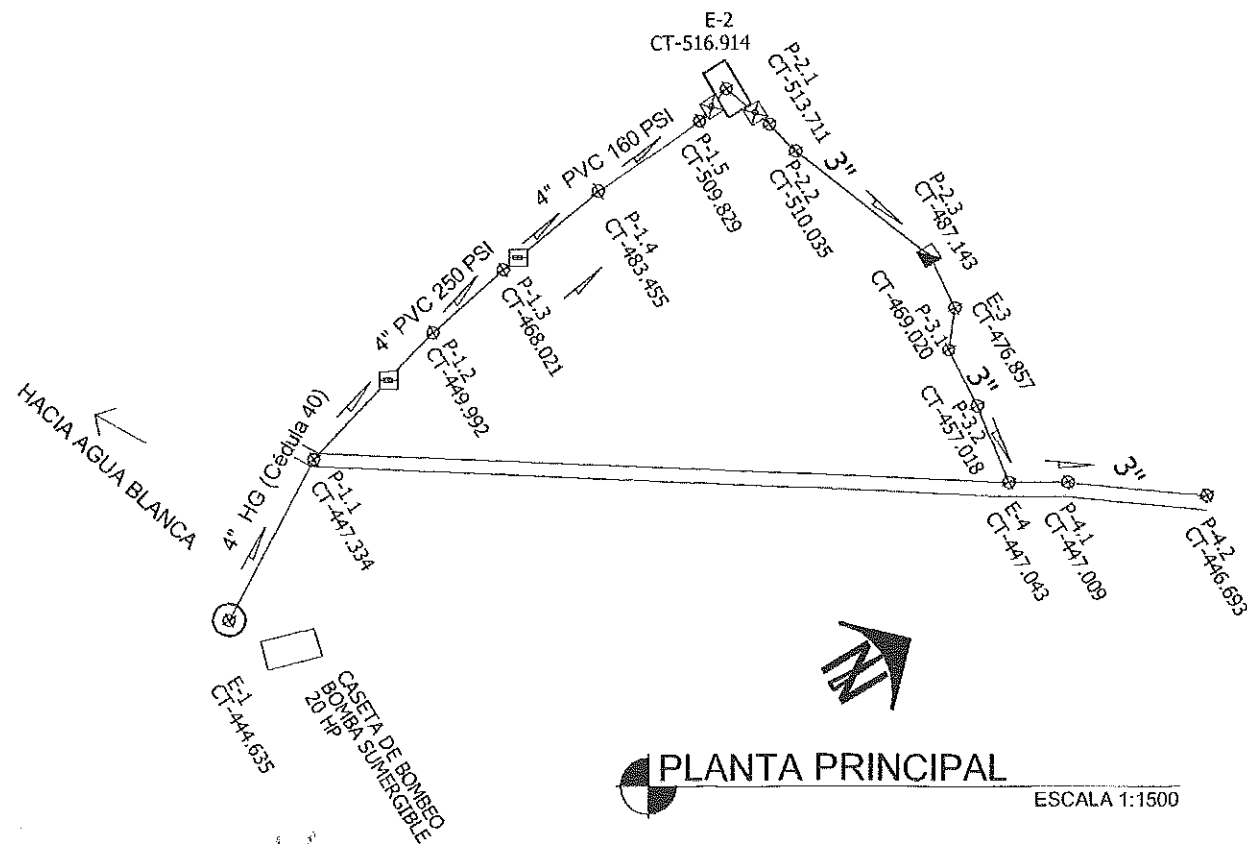 E-2
CT-516.914
P-2.1
CT-513.711
4" PVC 160 PSI
P-1.5
CT-509.829
P-2.2
CT-510.035
3"
P-2.3
CT-487.143
P-1.4
CT-483.455
4" PVC 250 PSI
P-1.3
CT-468.021
E-3
CT-476.857
P-3.1
CT-469.020
P-1.2
CT-449.992
3"
P-3.2
CT-457.018
HACIA AGUA BLANCA
4" HG (Cédula 40)
P-1.1
CT-447.334
3"
E-4
CT-447.043
P-4.1
CT-447.009
P-4.2
CT-446.693
E-1
CT-444.635
CASETA DE BOMBEO
BOMBA SUMERGIBLE
20 HP
N
PLANTA PRINCIPAL
ESCALA 1:1500